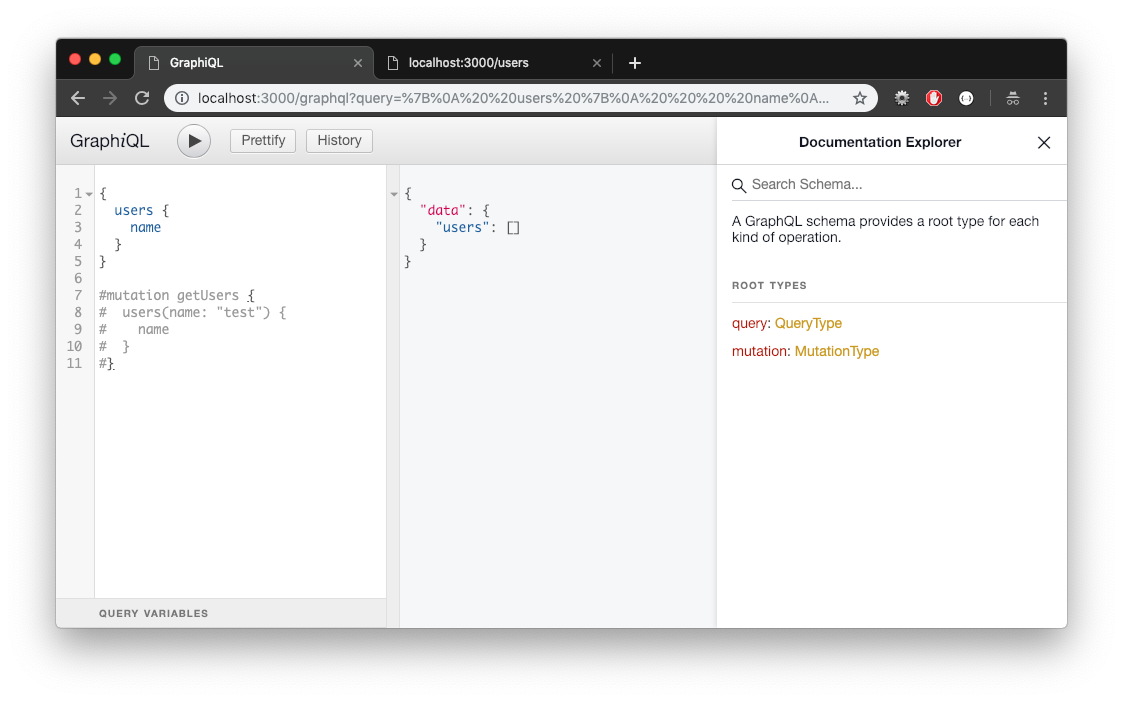 GraphiQL
localhost:3000/users
localhost:3000/graphql?query=%7B%0A%20%20users%20%7B%0A%20%20%20%20name%0A...
GraphiQL
Prettify
History
1 {
2   users {
3     name
4   }
5 }
6
7 #mutation getUsers {
8 #  users(name: "test") {
9 #    name
10 #  }
11 #}
QUERY VARIABLES
{
  "data": {
    "users": []
  }
}
Documentation Explorer
Search Schema...
A GraphQL schema provides a root type for each
kind of operation.
ROOT TYPES
query: QueryType
mutation: MutationType